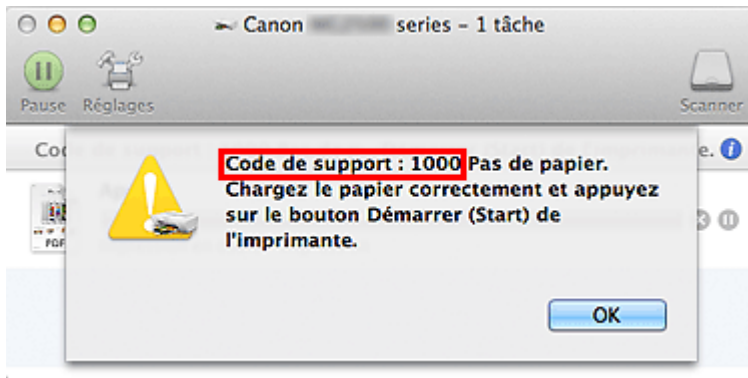 Canon series – 1 tâche
Pause Réglages Scanner
Code de support : 1000 Pas de papier.
Chargez le papier correctement et appuyez
sur le bouton Démarrer (Start) de
l'imprimante.
OK